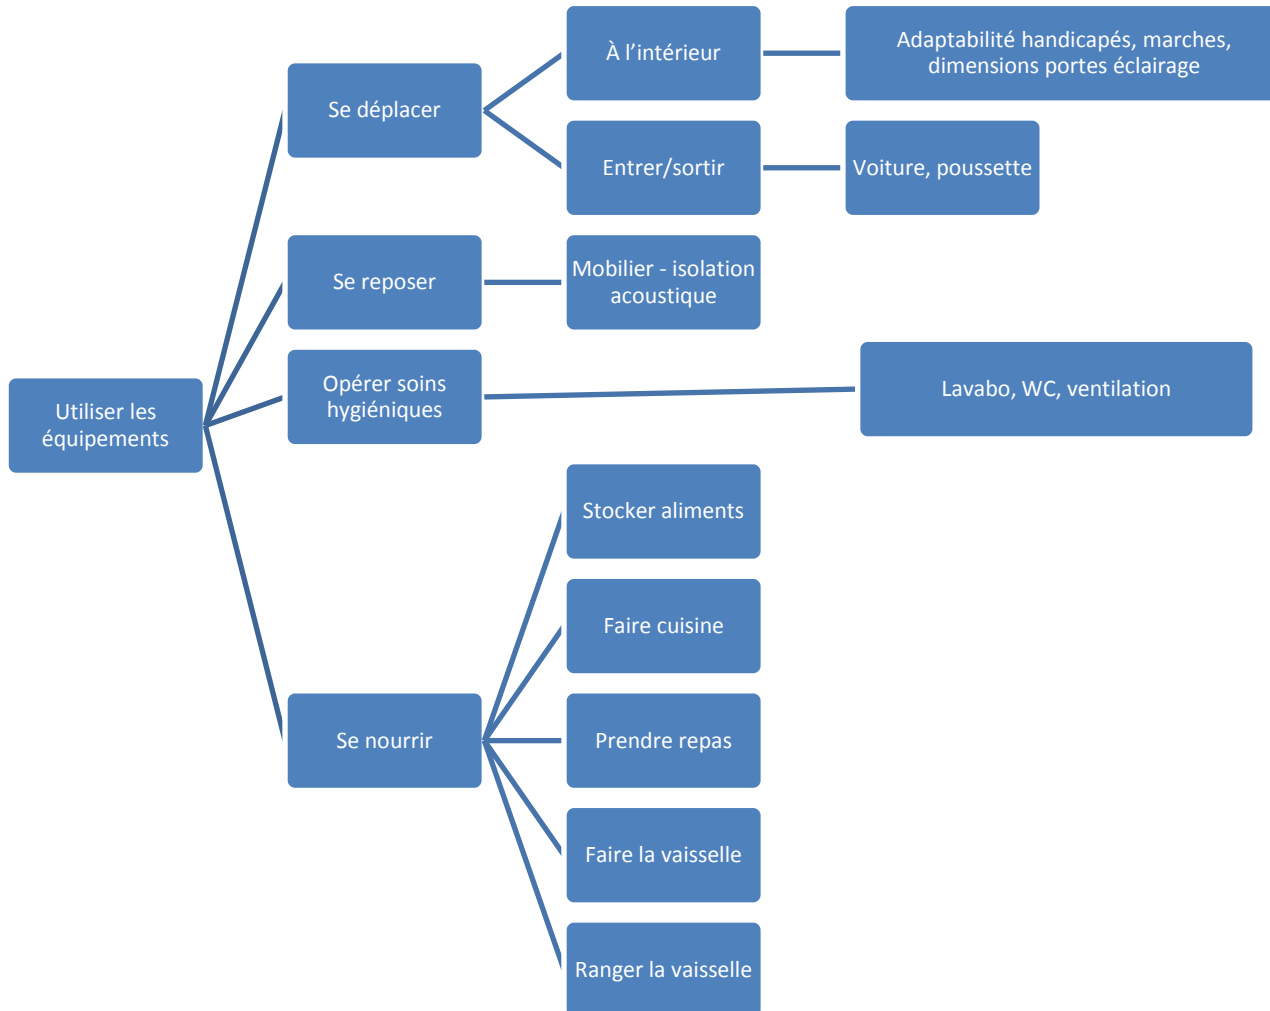 À l’intérieur
Adaptabilité handicapés, marches,
dimensions portes éclairage
Se déplacer
Entrer/sortir
Voiture, poussette
Se reposer
Mobilier - isolation
acoustique
Utiliser les
équipements
Opérer soins
hygiéniques
Lavabo, WC, ventilation
Stocker aliments
Faire cuisine
Se nourrir
Prendre repas
Faire la vaisselle
Ranger la vaisselle